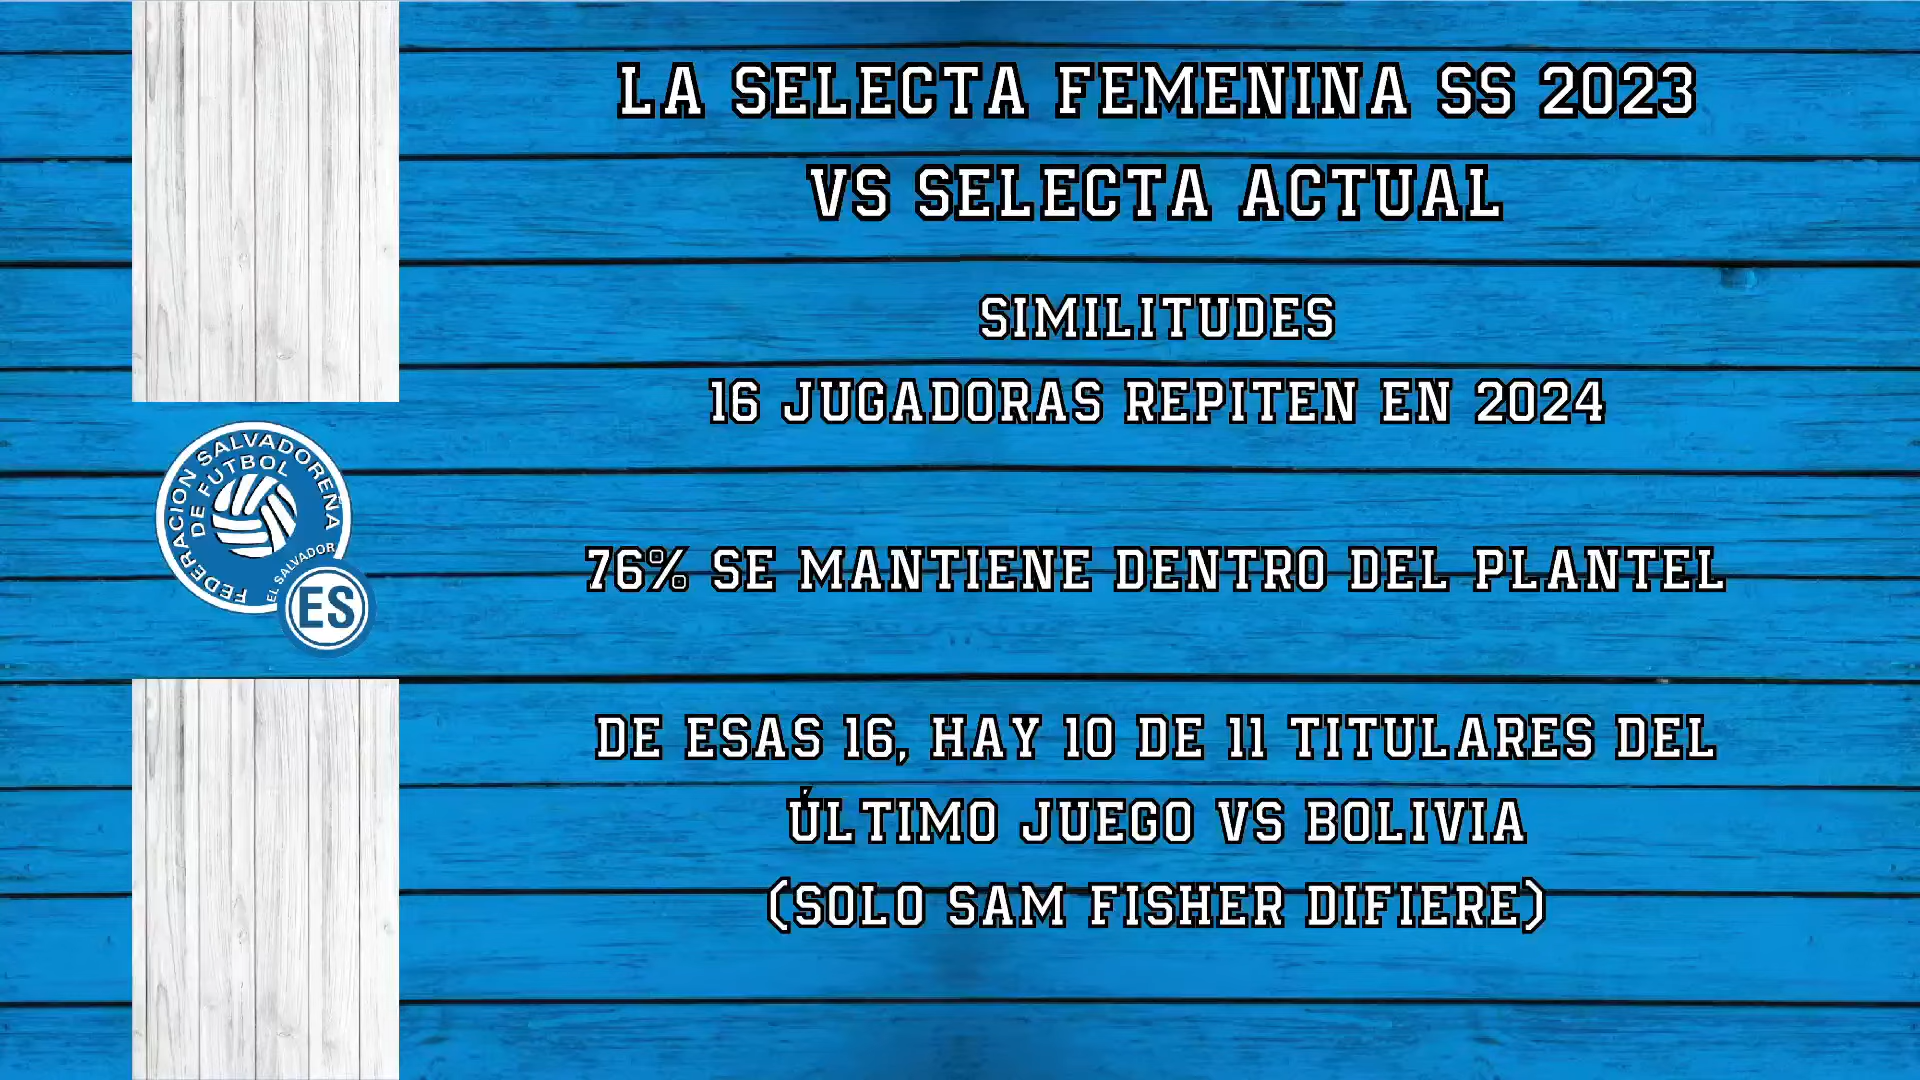 LA SELECTA FEMENINA SS 2023
VS SELECTA ACTUAL
SIMILITUDES
16 JUGADORAS REPITEN EN 2024
FEDERACION SALVADOREÑA
DE FUTBOL
EL SALVADOR
ES
76% SE MANTIENE DENTRO DEL PLANTEL
DE ESAS 16, HAY 10 DE 11 TITULARES DEL
ÚLTIMO JUEGO VS BOLIVIA
(SOLO SAM FISHER DIFIERE)